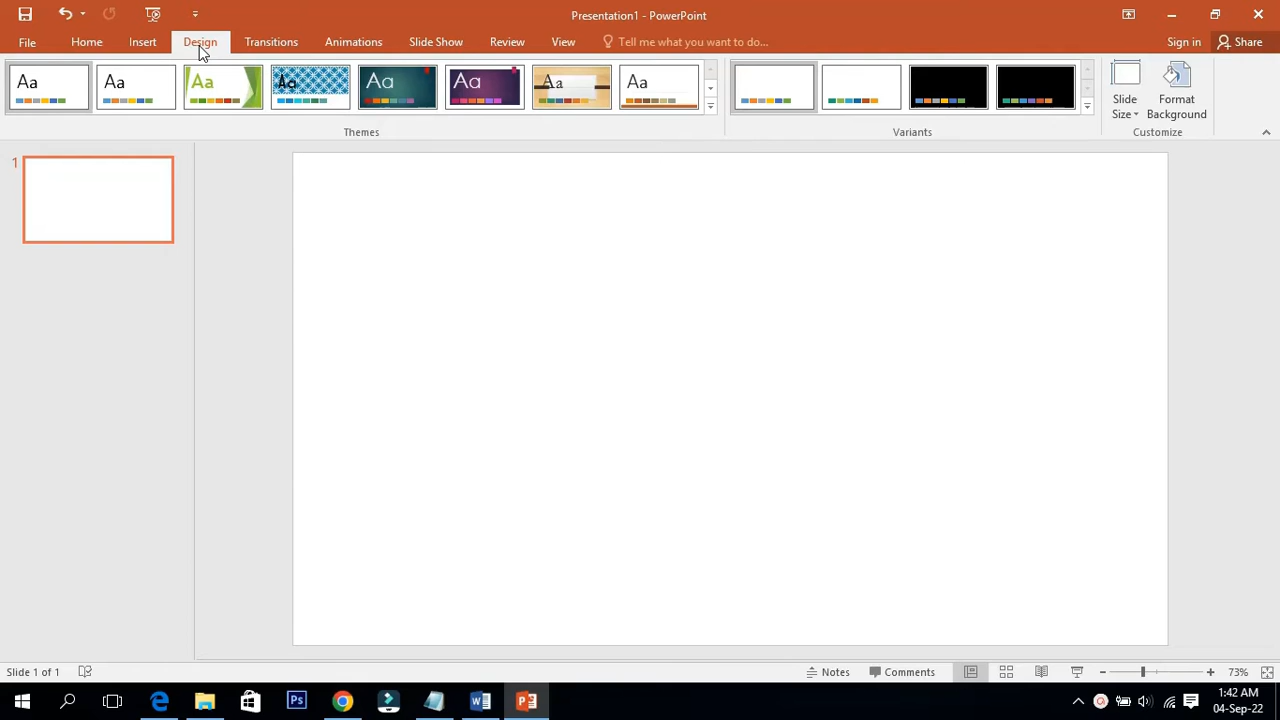 Presentation1 - PowerPoint
File Home Insert Design Transitions Animations Slide Show Review View Tell me what you want to do... Sign in Share
Aa Aa Aa Aa Aa Aa Aa Aa
Slide Size
Format Background
Themes Variants Customize
1
Slide 1 of 1 Notes Comments 73%
Ps
1:42 AM
04-Sep-22